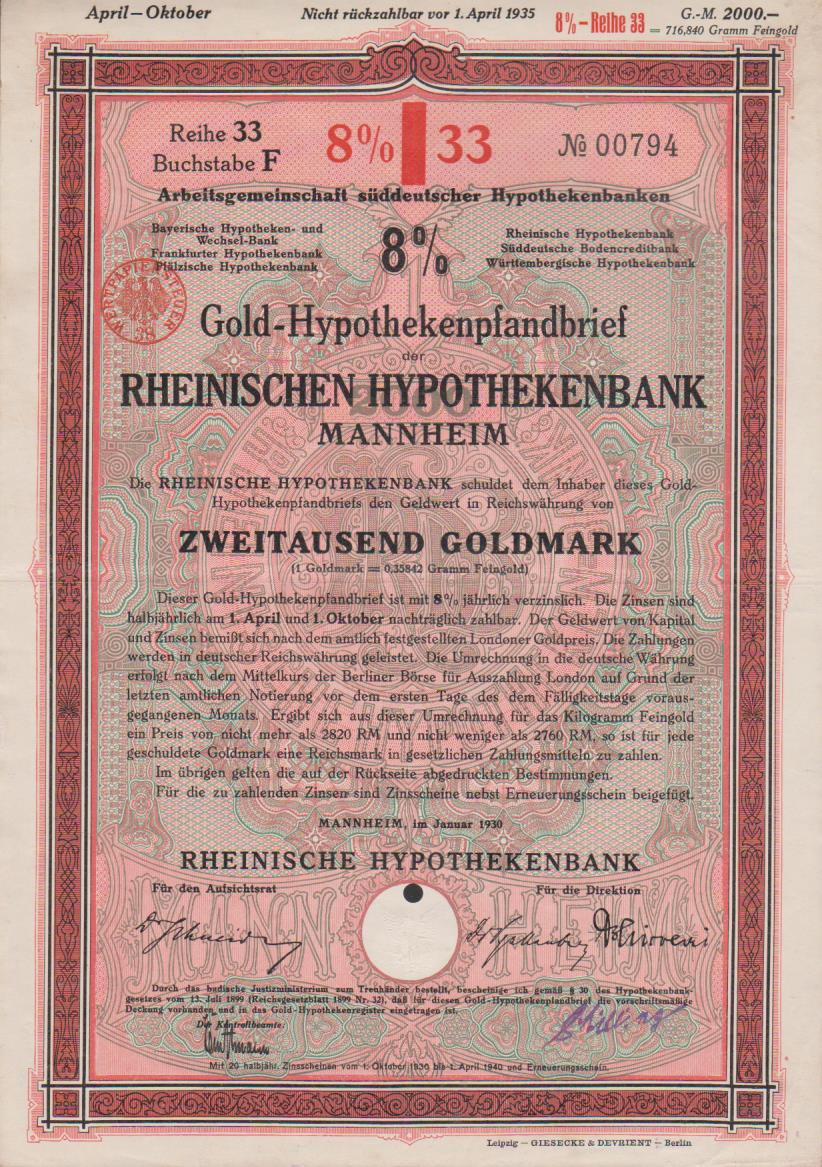 April – Oktober
Nicht rückzahlbar vor 1. April 1935
8% – Reihe 33
G.-M. 2000.–
= 716,840 Gramm Feingold
Reihe 33
Buchstabe F
8% 33
№ 00794
Arbeitsgemeinschaft süddeutscher Hypothekenbanken
Bayerische Hypotheken- und
Wechsel-Bank
Frankfurter Hypothekenbank
Pfälzische Hypothekenbank
8%
Rheinische Hypothekenbank
Süddeutsche Bodencreditbank
Württembergische Hypothekenbank
WERTPAPIERSTEUER
Gold-Hypothekenpfandbrief
der
2000
RHEINISCHEN HYPOTHEKENBANK
MANNHEIM
Die RHEINISCHE HYPOTHEKENBANK schuldet dem Inhaber dieses Gold-
Hypothekenpfandbriefs den Geldwert in Reichswährung von
ZWEITAUSEND GOLDMARK
(1 Goldmark = 0,35842 Gramm Feingold)
Dieser Gold-Hypothekenpfandbrief ist mit 8% jährlich verzinslich. Die Zinsen sind
halbjährlich am 1. April und 1. Oktober nachträglich zahlbar. Der Geldwert von Kapital
und Zinsen bemißt sich nach dem amtlich festgestellten Londoner Goldpreis. Die Zahlungen
werden in deutscher Reichswährung geleistet. Die Umrechnung in die deutsche Währung
erfolgt nach dem Mittelkurs der Berliner Börse für Auszahlung London auf Grund der
letzten amtlichen Notierung vor dem ersten Tage des dem Fälligkeitstage voraus-
gegangenen Monats. Ergibt sich aus dieser Umrechnung für das Kilogramm Feingold
ein Preis von nicht mehr als 2820 RM und nicht weniger als 2760 RM, so ist für jede
geschuldete Goldmark eine Reichsmark in gesetzlichen Zahlungsmitteln zu zahlen.
Im übrigen gelten die auf der Rückseite abgedruckten Bestimmungen.
Für die zu zahlenden Zinsen sind Zinsscheine nebst Erneuerungsschein beigefügt.
MANNHEIM, im Januar 1930
RHEINISCHE HYPOTHEKENBANK
Für den Aufsichtsrat
Für die Direktion
MANNHEIM
Durch das badische Justizministerium zum Treuhänder bestellt, bescheinige ich gemäß § 30 des Hypothekenbank-
gesetzes vom 13. Juli 1899 (Reichsgesetzblatt 1899 Nr. 32), daß für diesen Gold-Hypothekenpfandbrief die vorschriftsmäßige
Deckung vorhanden und in das Gold-Hypothekenregister eingetragen ist.
Der Kontrollbeamte:
Mit 20 halbjähr. Zinsscheinen vom 1. Oktober 1930 bis 1. April 1940 und Erneuerungsschein.
Leipzig – GIESECKE & DEVRIENT – Berlin